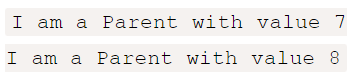 I am a Parent with value 7
I am a Parent with value 8